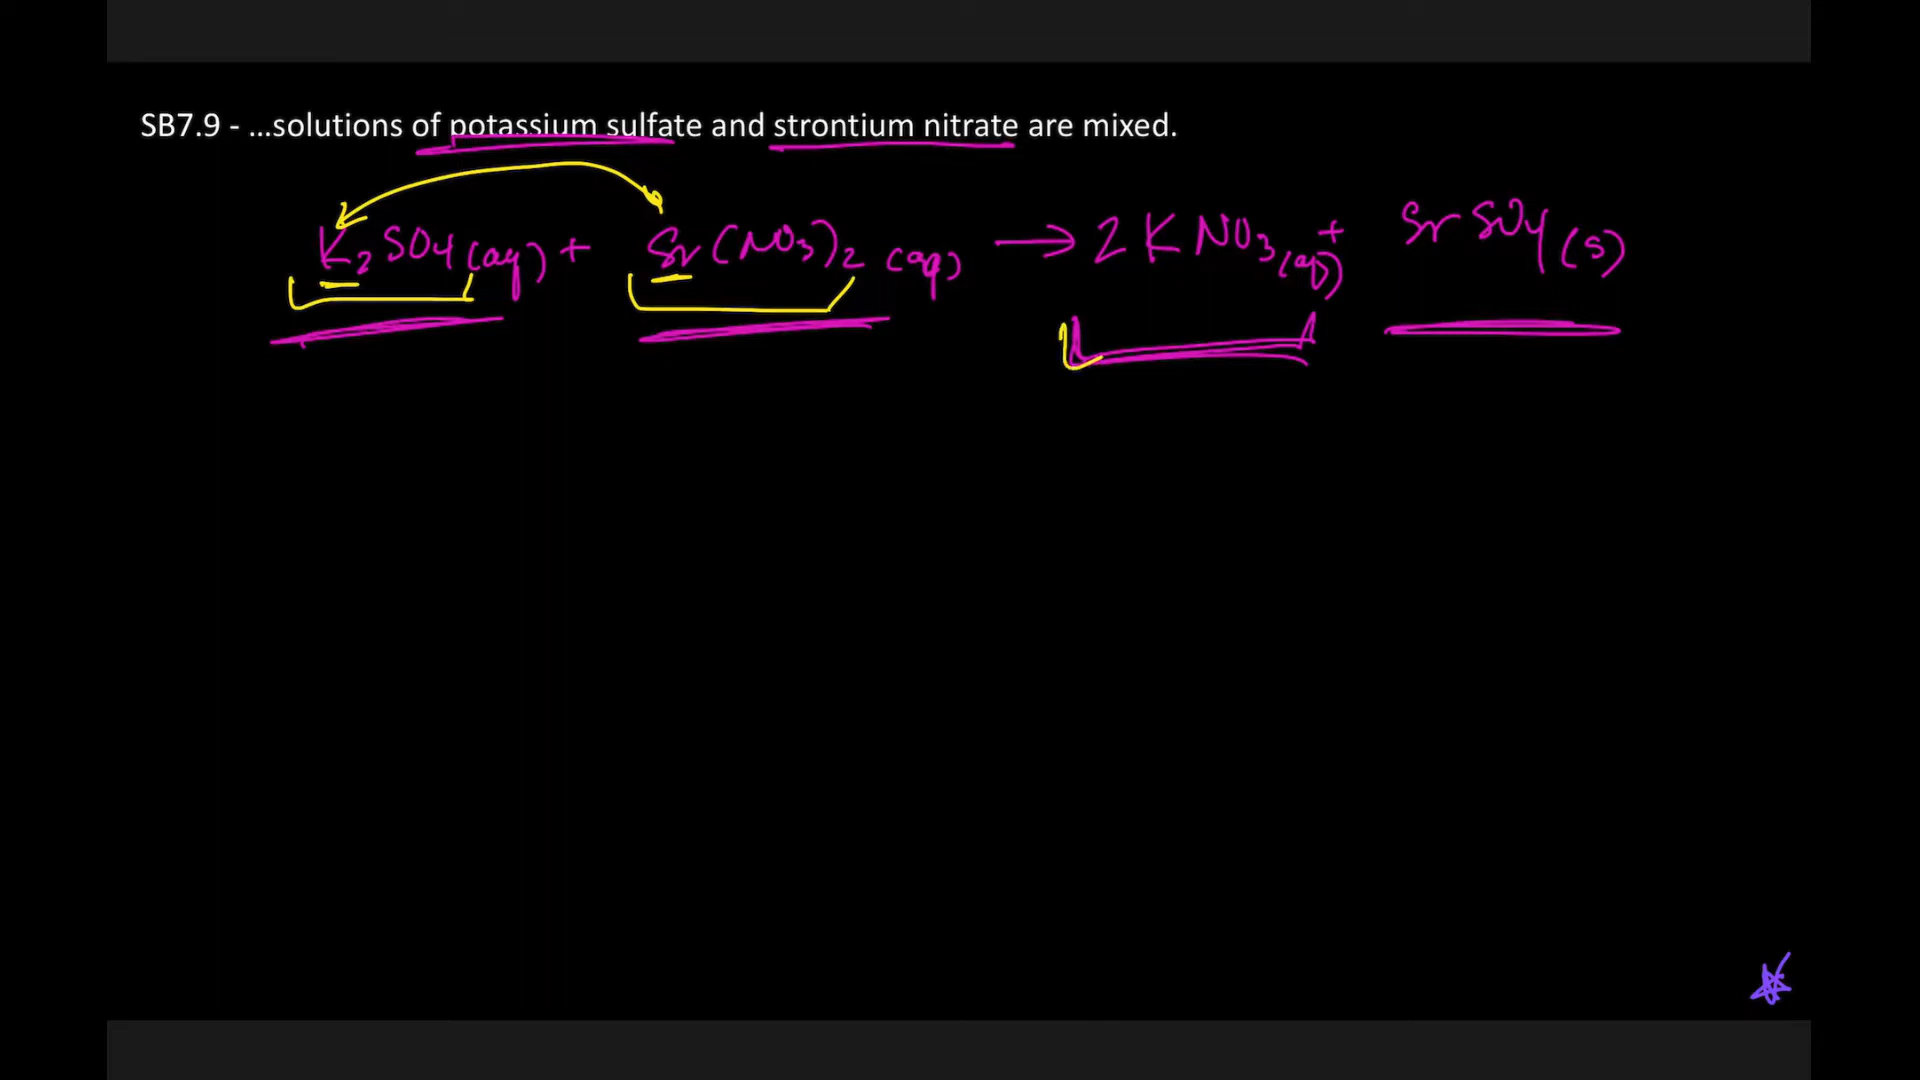 SB7.9 - ...solutions of potassium sulfate and strontium nitrate are mixed.
K₂SO₄(aq) + Sr(NO₃)₂(aq) → 2KNO₃(aq) + SrSO₄(s)